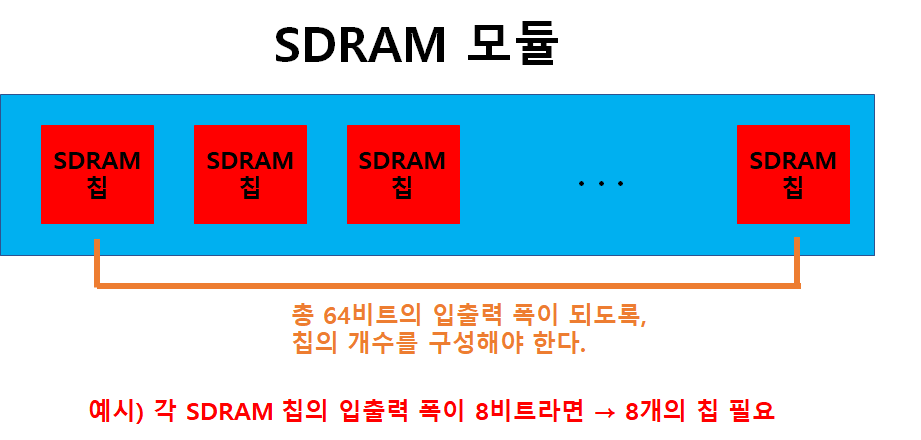 SDRAM 모듈
SDRAM
칩
SDRAM
칩
SDRAM
칩
. . .
SDRAM
칩
총 64비트의 입출력 폭이 되도록,
칩의 개수를 구성해야 한다.
예시) 각 SDRAM 칩의 입출력 폭이 8비트라면 → 8개의 칩 필요